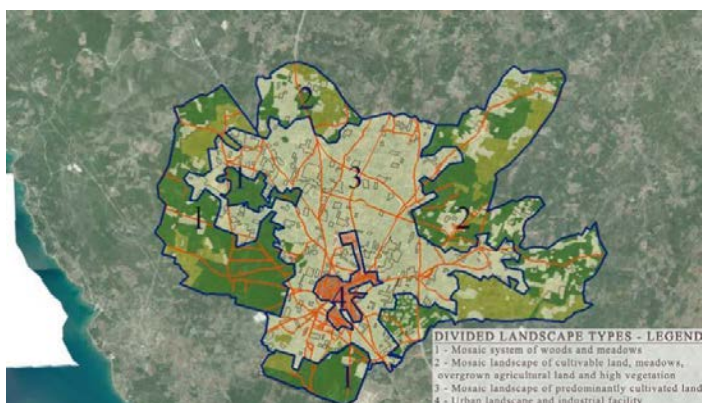 2
3
1
1
2
4
1
DIVIDED LANDSCAPE TYPES - LEGEND
1 - Mosaic system of woods and meadows
2 - Mosaic landscape of cultivable land, meadows,
overgrown agricultural land and high vegetation
3 - Mosaic landscape of predominantly cultivated land
4 - Urban landscape and industrial facility